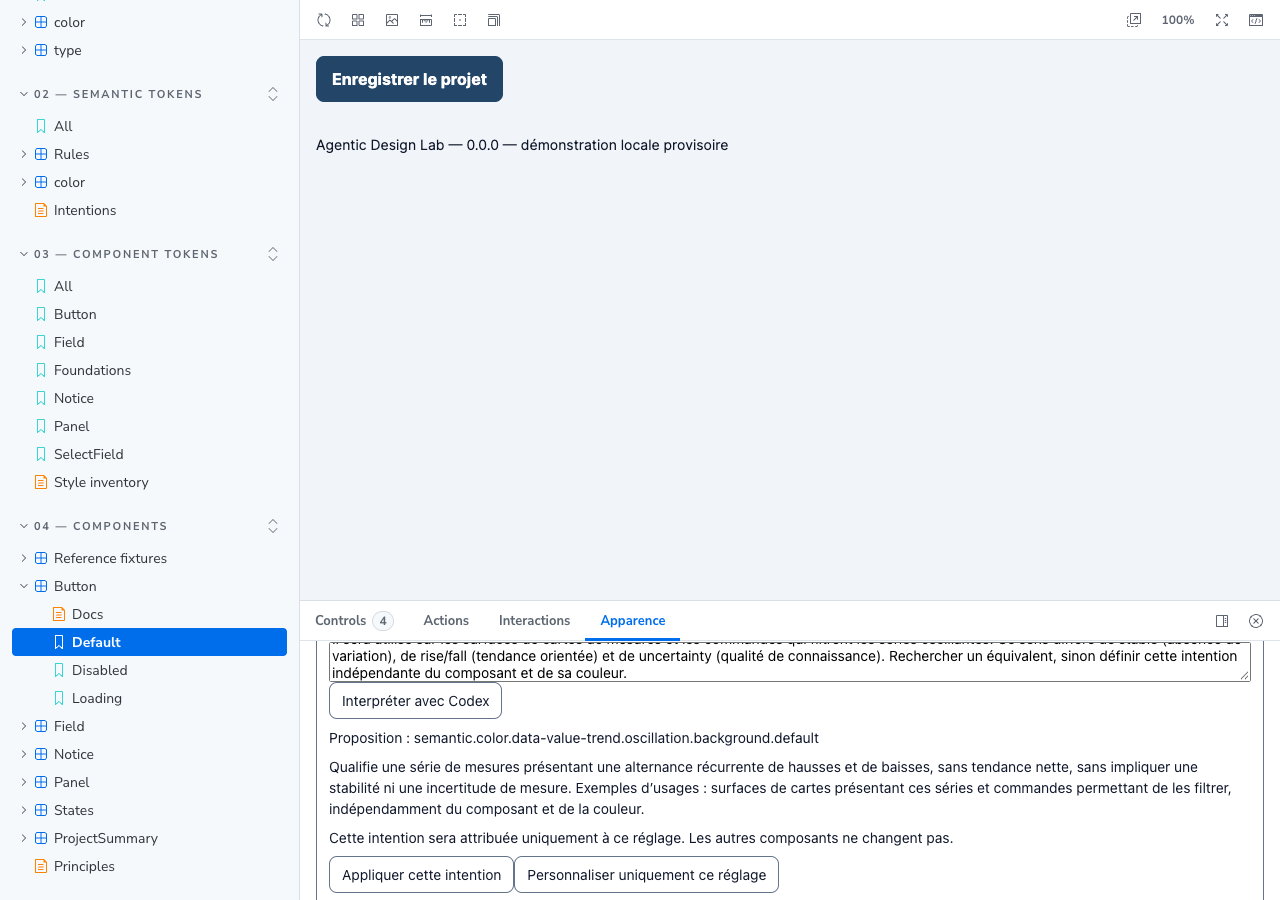 color
type
02 — SEMANTIC TOKENS
All
Rules
color
Intentions
03 — COMPONENT TOKENS
All
Button
Field
Foundations
Notice
Panel
SelectField
Style inventory
04 — COMPONENTS
Reference fixtures
Button
Docs
Default
Disabled
Loading
Field
Notice
Panel
States
ProjectSummary
Principles
100%
Enregistrer le projet
Agentic Design Lab — 0.0.0 — démonstration locale provisoire
Controls 4
Actions
Interactions
Apparence
variation), de rise/fall (tendance orientée) et de uncertainty (qualité de connaissance). Rechercher un équivalent, sinon définir cette intention
indépendante du composant et de sa couleur.
Interpréter avec Codex
Proposition : semantic.color.data-value-trend.oscillation.background.default
Qualifie une série de mesures présentant une alternance récurrente de hausses et de baisses, sans tendance nette, sans impliquer une
stabilité ni une incertitude de mesure. Exemples d’usages : surfaces de cartes présentant ces séries et commandes permettant de les filtrer,
indépendamment du composant et de la couleur.
Cette intention sera attribuée uniquement à ce réglage. Les autres composants ne changent pas.
Appliquer cette intention
Personnaliser uniquement ce réglage